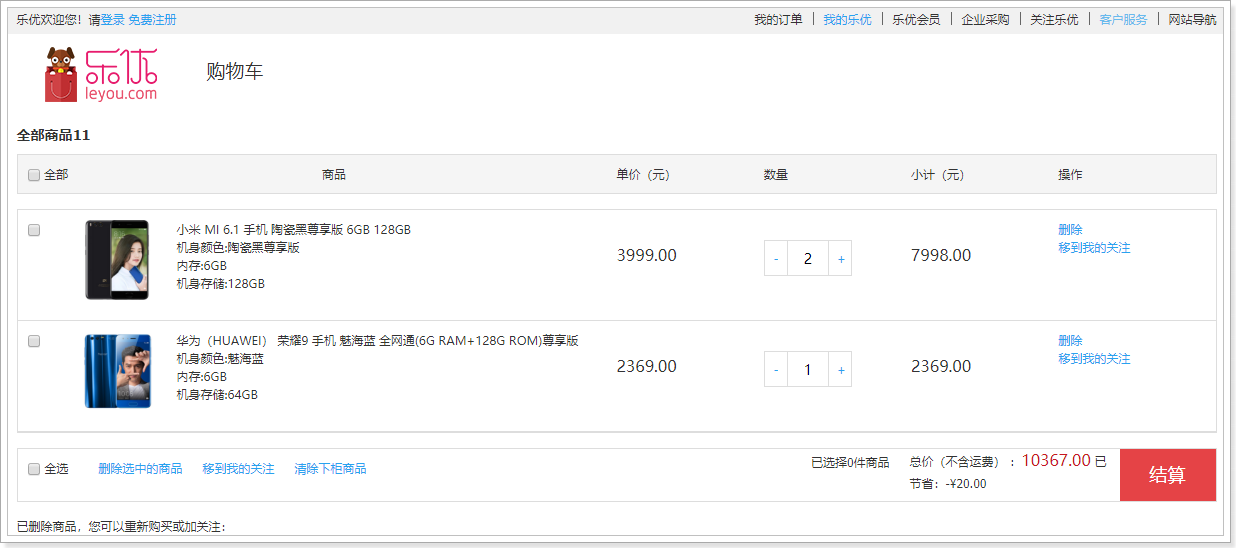 乐优欢迎您！请登录 免费注册
我的订单 | 我的乐优 | 乐优会员 | 企业采购 | 关注乐优 | 客户服务 | 网站导航
乐优
leyou.com
购物车
全部商品11
全部 商品 单价（元） 数量 小计（元） 操作
小米 MI 6.1 手机 陶瓷黑尊享版 6GB 128GB
机身颜色:陶瓷黑尊享版
内存:6GB
机身存储:128GB
3999.00 - 2 + 7998.00
删除
移到我的关注
华为（HUAWEI） 荣耀9 手机 魅海蓝 全网通(6G RAM+128G ROM)尊享版
机身颜色:魅海蓝
内存:6GB
机身存储:64GB
2369.00 - 1 + 2369.00
删除
移到我的关注
全选 删除选中的商品 移到我的关注 清除下柜商品
已选择0件商品 总价（不含运费）：10367.00 已
节省：-¥20.00
结算
已删除商品，您可以重新购买或加关注：